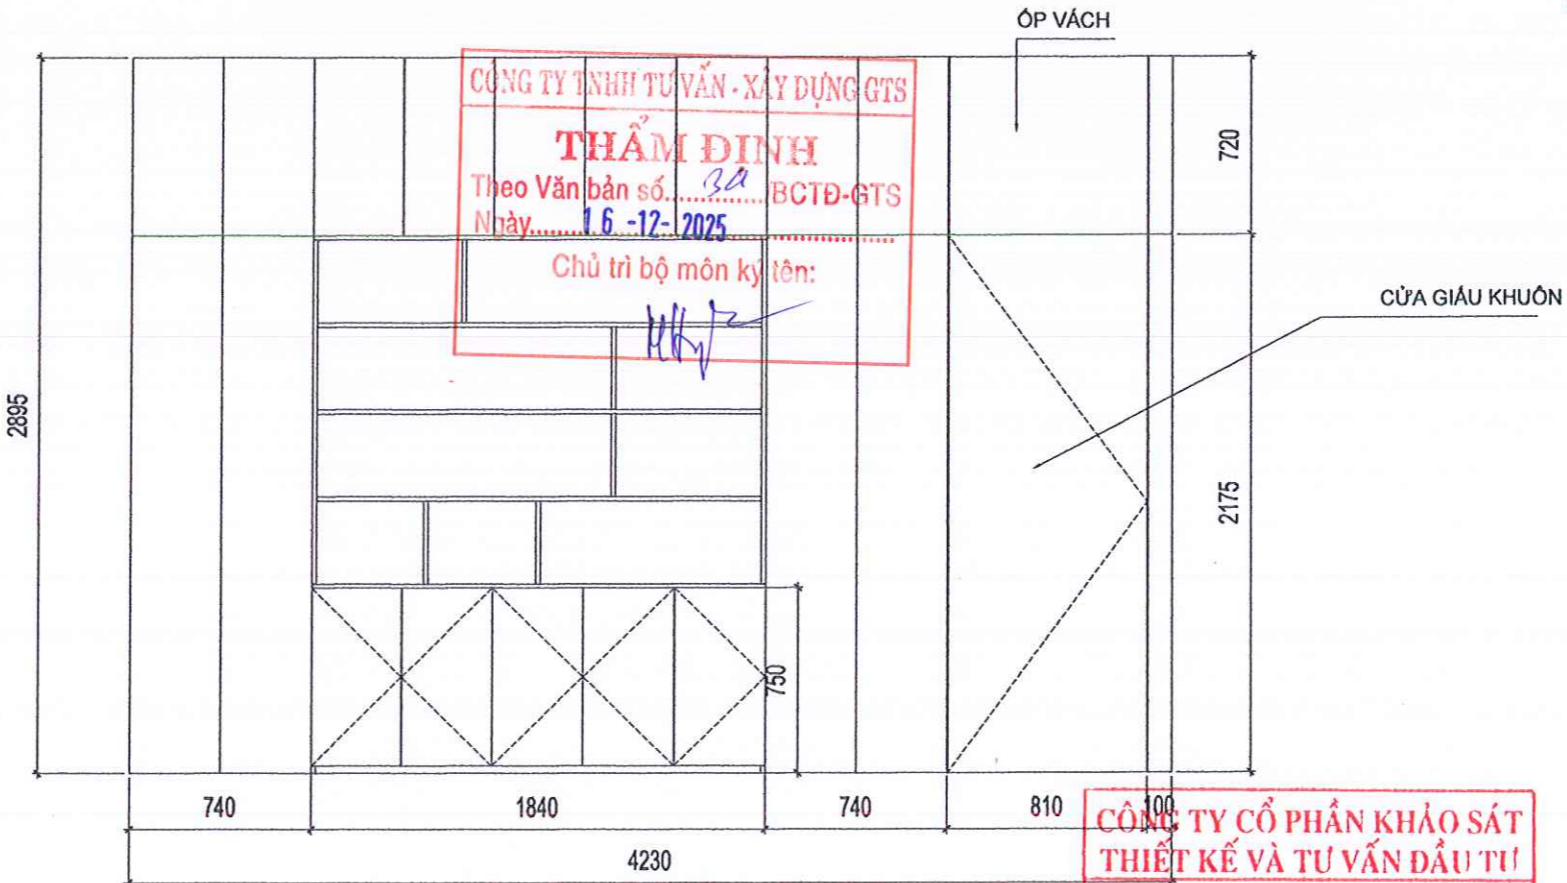 ỐP VÁCH
CÔNG TY TNHH TƯ VẤN - XÂY DỰNG GTS
THẨM ĐỊNH
Theo Văn bản số............BCTĐ-GTS
Ngày........16 -12- 2025................
Chủ trì bộ môn ký tên:
720
CỬA GIẤU KHUÔN
2895
2175
750
740
1840
740
810
100
4230
CÔNG TY CỔ PHẦN KHẢO SÁT
THIẾT KẾ VÀ TƯ VẤN ĐẦU TƯ